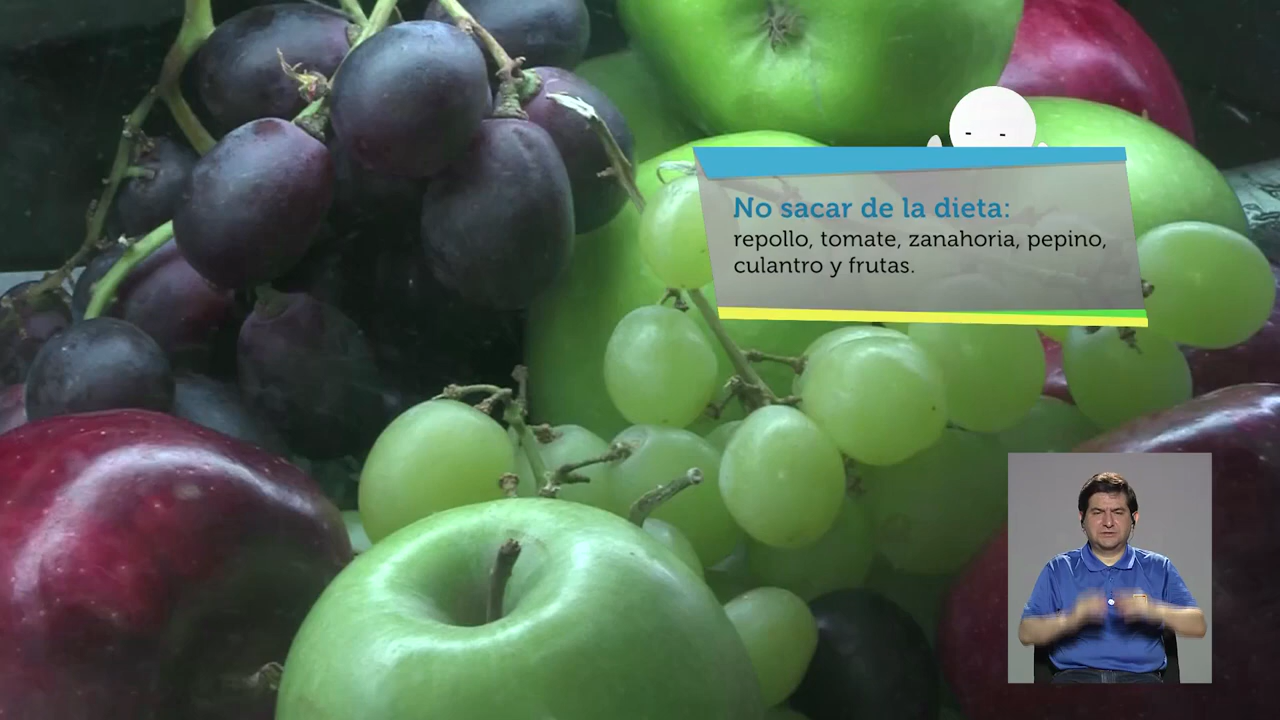 No sacar de la dieta:
repollo, tomate, zanahoria, pepino,
culantro y frutas.